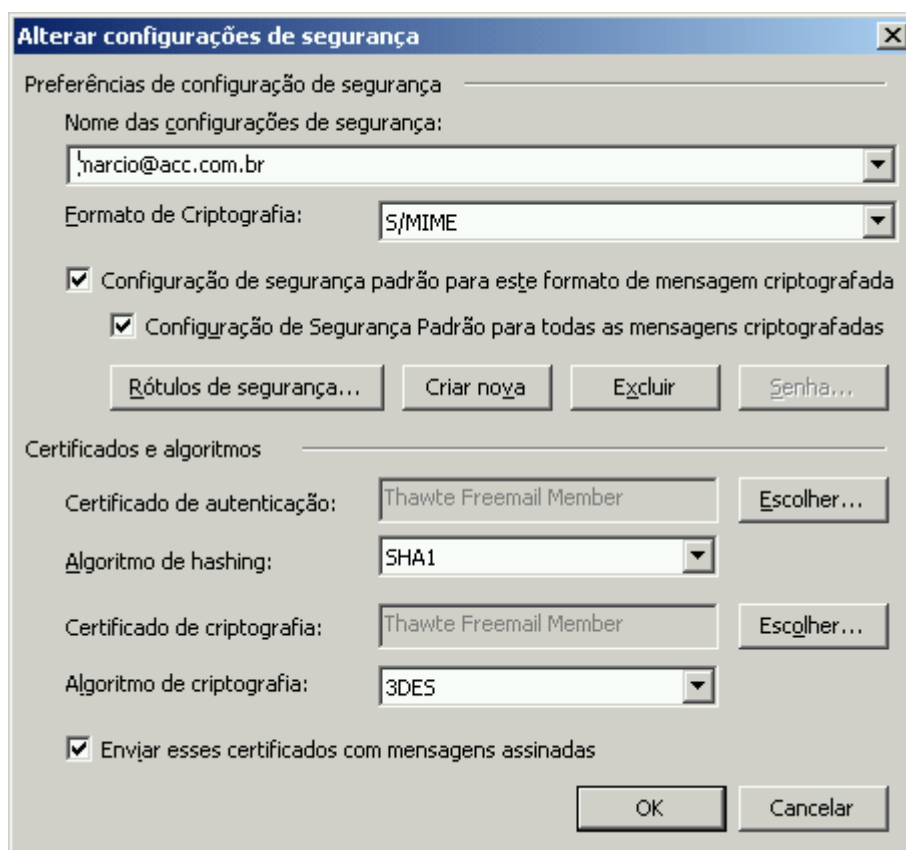 Alterar configurações de segurança
Preferências de configuração de segurança
Nome das configurações de segurança:
marcio@acc.com.br
Formato de Criptografia:
S/MIME
Configuração de segurança padrão para este formato de mensagem criptografada
Configuração de Segurança Padrão para todas as mensagens criptografadas
Rótulos de segurança... Criar nova Excluir Senha...
Certificados e algoritmos
Certificado de autenticação: Thawte Freemail Member Escolher...
Algoritmo de hashing: SHA1
Certificado de criptografia: Thawte Freemail Member Escolher...
Algoritmo de criptografia: 3DES
Enviar esses certificados com mensagens assinadas
OK Cancelar